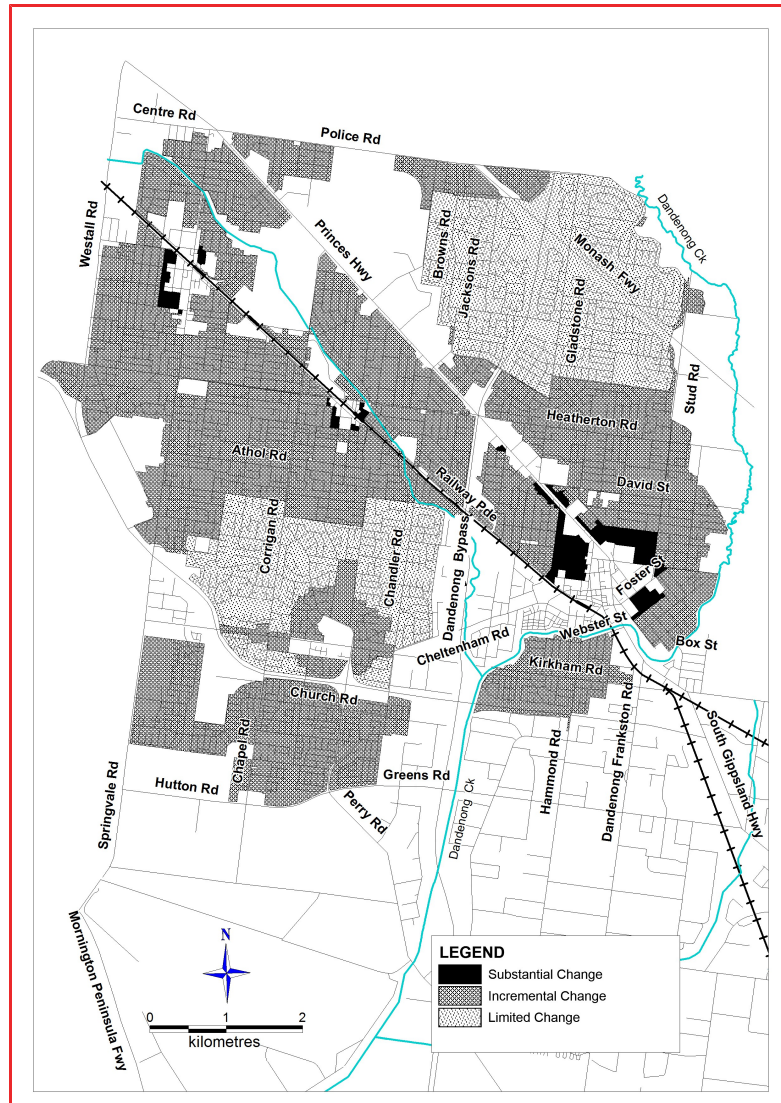 Centre Rd
Police Rd
Westall Rd
Princes Hwy
Browns Rd
Jacksons Rd
Monash Fwy
Gladstone Rd
Dandenong Ck
Stud Rd
Heatherton Rd
Athol Rd
Railway Pde
David St
Corrigan Rd
Chandler Rd
Dandenong Bypass
Foster St
Webster St
Cheltenham Rd
Box St
Kirkham Rd
Church Rd
Chapel Rd
Hammond Rd
Dandenong Frankston Rd
South Gippsland Hwy
Greens Rd
Hutton Rd
Perry Rd
Springvale Rd
Dandenong Ck
Mornington Peninsula Fwy
N
0 1 2
kilometres
LEGEND
Substantial Change
Incremental Change
Limited Change